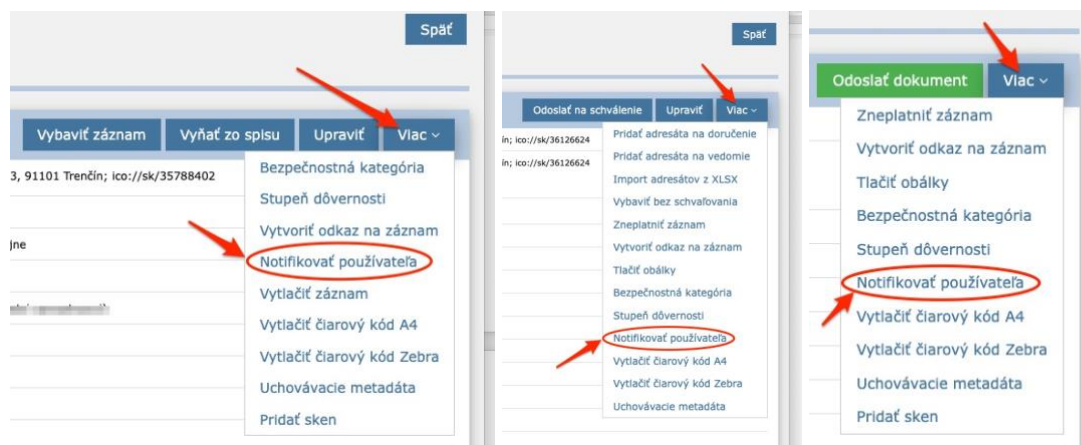 Späť
Vybaviť záznam Vyňať zo spisu Upraviť Viac
3, 91101 Trenčín; ico://sk/35788402
jne
Bezpečnostná kategória
Stupeň dôvernosti
Vytvoriť odkaz na záznam
Notifikovať používateľa
Vytlačiť záznam
Vytlačiť čiarový kód A4
Vytlačiť čiarový kód Zebra
Uchovávacie metadáta
Pridať sken
Späť
Odoslať na schválenie Upraviť Viac
ín; ico://sk/36126624
ín; ico://sk/36126624
Pridať adresáta na doručenie
Pridať adresáta na vedomie
Import adresátov z XLSX
Vybaviť bez schvaľovania
Zneplatniť záznam
Vytvoriť odkaz na záznam
Tlačiť obálky
Bezpečnostná kategória
Stupeň dôvernosti
Notifikovať používateľa
Vytlačiť čiarový kód A4
Vytlačiť čiarový kód Zebra
Uchovávacie metadáta
Odoslať dokument Viac
Zneplatniť záznam
Vytvoriť odkaz na záznam
Tlačiť obálky
Bezpečnostná kategória
Stupeň dôvernosti
Notifikovať používateľa
Vytlačiť čiarový kód A4
Vytlačiť čiarový kód Zebra
Uchovávacie metadáta
Pridať sken